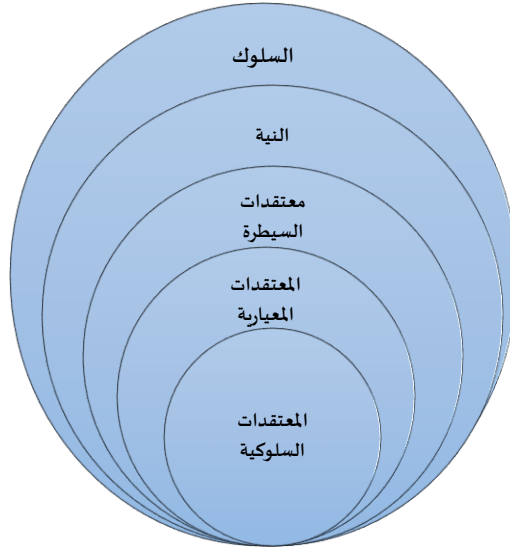 السلوك
النية
معتقدات
السيطرة
المعتقدات
المعيارية
المعتقدات
السلوكية